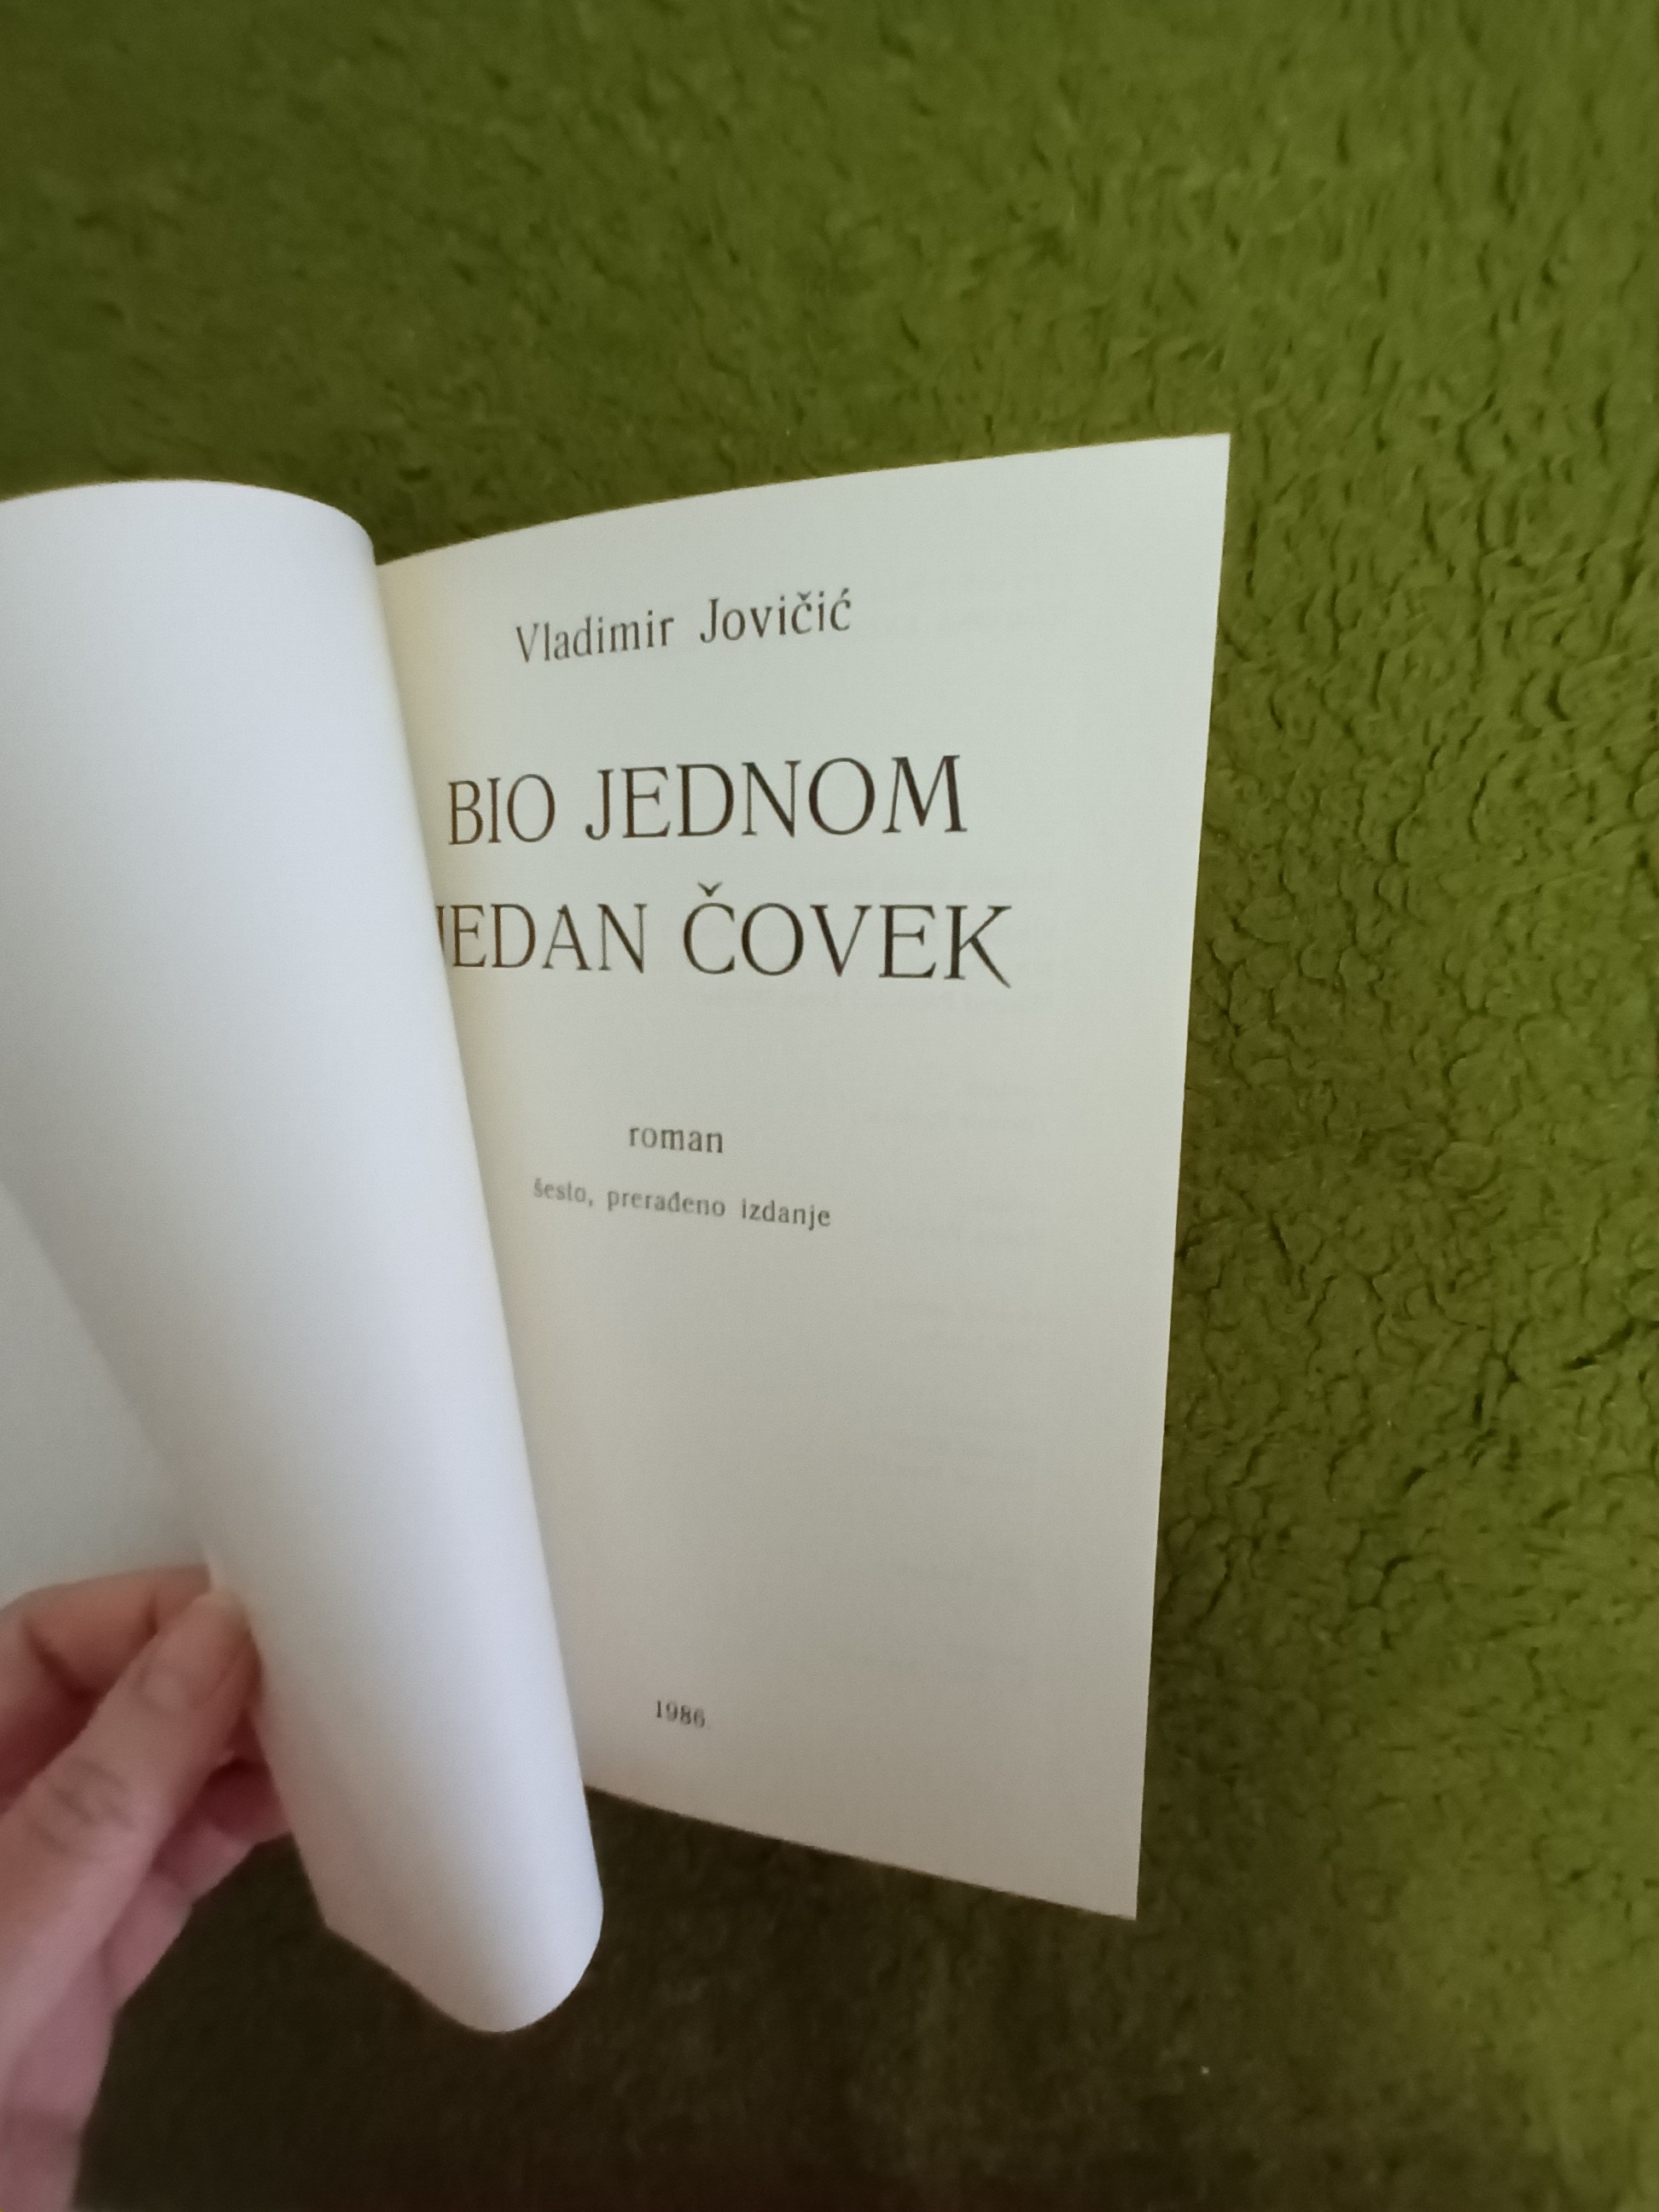 Vladimir Jovičić
BIO JEDNOM
JEDAN ČOVEK
roman
šesto, prerađeno izdanje
1986.